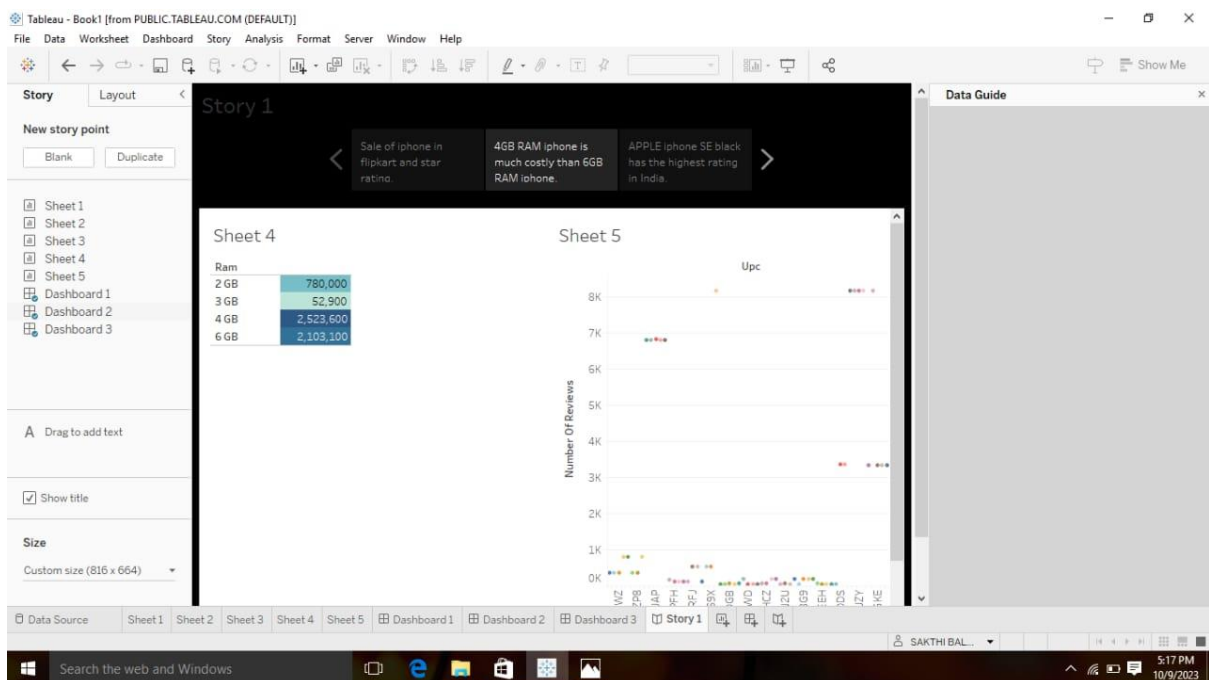 Tableau - Book1 [from PUBLIC.TABLEAU.COM (DEFAULT)]
File Data Worksheet Dashboard Story Analysis Format Server Window Help
Show Me
Story Layout
New story point
Blank Duplicate
Sheet 1
Sheet 2
Sheet 3
Sheet 4
Sheet 5
Dashboard 1
Dashboard 2
Dashboard 3
A Drag to add text
Show title
Size
Custom size (816 x 664)
Story 1
Sale of iphone in
flipkart and star
rating.
4GB RAM iphone is
much costly than 6GB
RAM iphone.
APPLE iphone SE black
has the highest rating
in India.
Sheet 4
Ram
2 GB 780,000
3 GB 52,900
4 GB 2,523,600
6 GB 2,103,100
Sheet 5
Upc
Number Of Reviews
8K
7K
6K
5K
4K
3K
2K
1K
0K
Data Guide
Data Source Sheet 1 Sheet 2 Sheet 3 Sheet 4 Sheet 5 Dashboard 1 Dashboard 2 Dashboard 3 Story 1
SAKTHI BAL...
Search the web and Windows
5:17 PM
10/9/2023